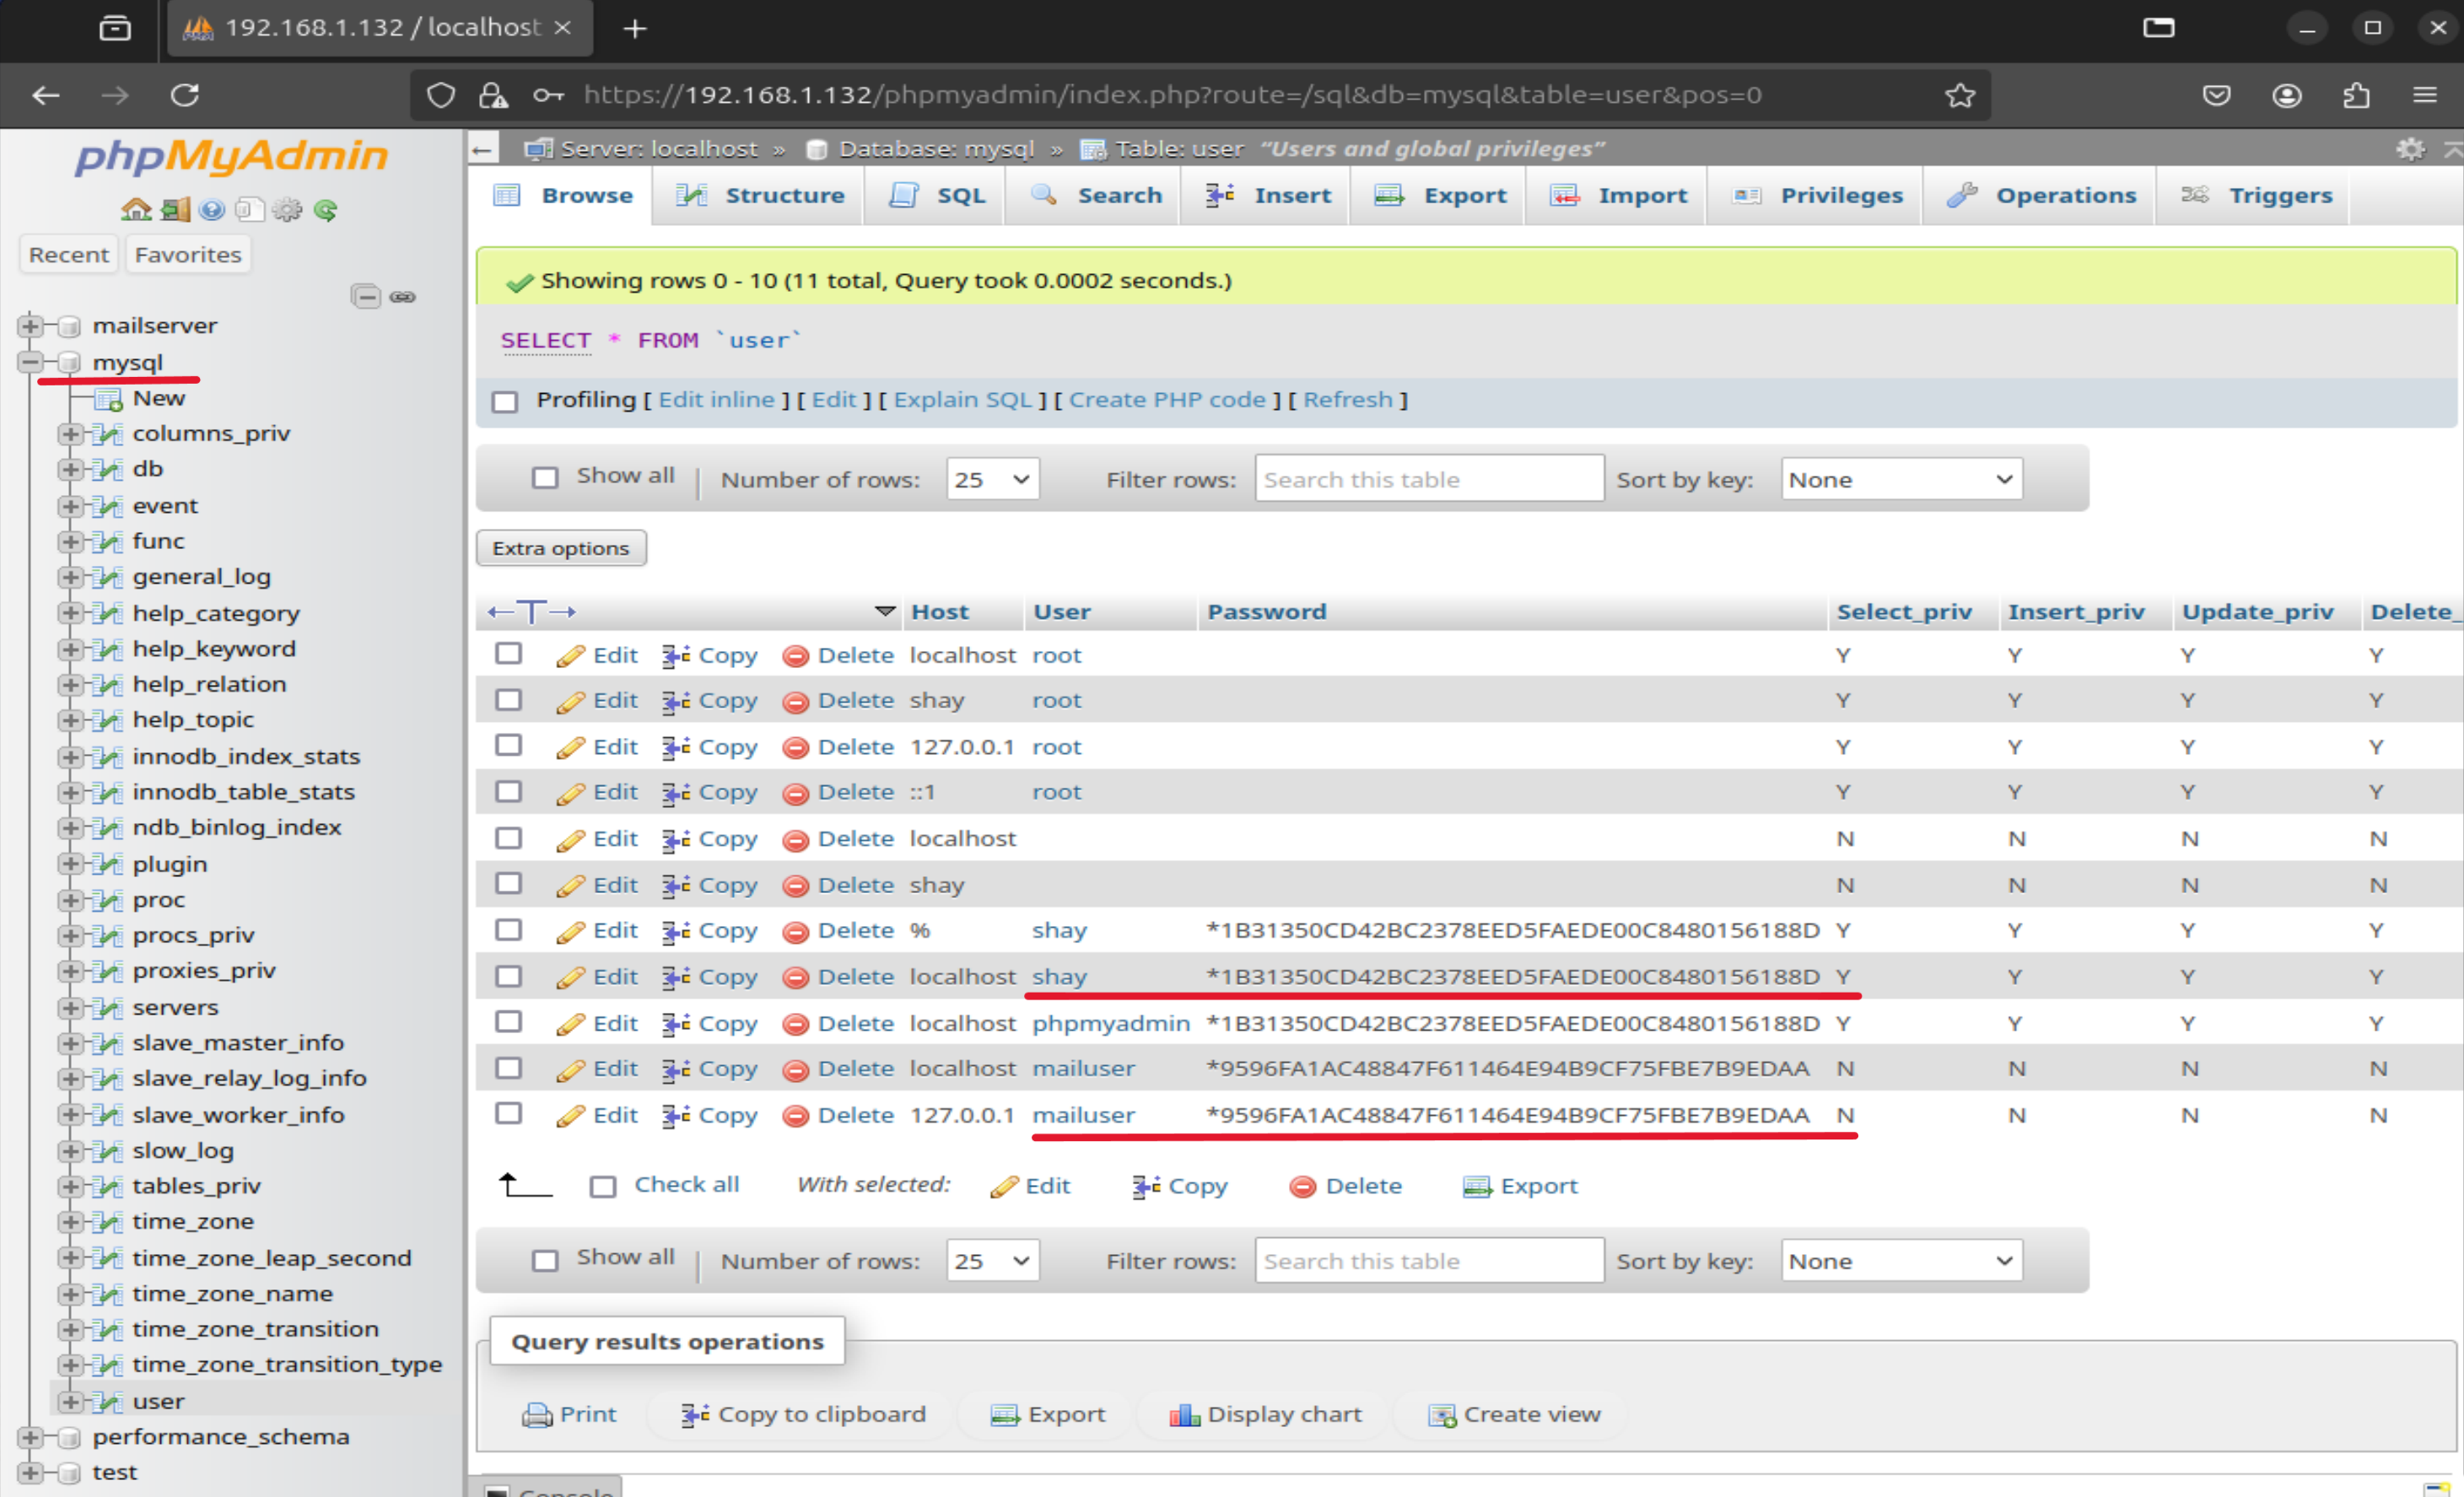 192.168.1.132 / localhost
https://192.168.1.132/phpmyadmin/index.php?route=/sql&db=mysql&table=user&pos=0
phpMyAdmin
Recent Favorites
mailserver
mysql
New
columns_priv
db
event
func
general_log
help_category
help_keyword
help_relation
help_topic
innodb_index_stats
innodb_table_stats
ndb_binlog_index
plugin
proc
procs_priv
proxies_priv
servers
slave_master_info
slave_relay_log_info
slave_worker_info
slow_log
tables_priv
time_zone
time_zone_leap_second
time_zone_name
time_zone_transition
time_zone_transition_type
user
performance_schema
test
Server: localhost » Database: mysql » Table: user “Users and global privileges”
Browse Structure SQL Search Insert Export Import Privileges Operations Triggers
Showing rows 0 - 10 (11 total, Query took 0.0002 seconds.)
SELECT * FROM `user`
Profiling [ Edit inline ] [ Edit ] [ Explain SQL ] [ Create PHP code ] [ Refresh ]
Show all Number of rows: 25 Filter rows: Search this table Sort by key: None
Extra options
←T→ Host User Password Select_priv Insert_priv Update_priv Delete_
Edit Copy Delete localhost root Y Y Y Y
Edit Copy Delete shay root Y Y Y Y
Edit Copy Delete 127.0.0.1 root Y Y Y Y
Edit Copy Delete ::1 root Y Y Y Y
Edit Copy Delete localhost N N N N
Edit Copy Delete shay N N N N
Edit Copy Delete % shay *1B31350CD42BC2378EED5FAEDE00C8480156188D Y Y Y Y
Edit Copy Delete localhost shay *1B31350CD42BC2378EED5FAEDE00C8480156188D Y Y Y Y
Edit Copy Delete localhost phpmyadmin *1B31350CD42BC2378EED5FAEDE00C8480156188D Y Y Y Y
Edit Copy Delete localhost mailuser *9596FA1AC48847F611464E94B9CF75FBE7B9EDAA N N N N
Edit Copy Delete 127.0.0.1 mailuser *9596FA1AC48847F611464E94B9CF75FBE7B9EDAA N N N N
Check all With selected: Edit Copy Delete Export
Show all Number of rows: 25 Filter rows: Search this table Sort by key: None
Query results operations
Print Copy to clipboard Export Display chart Create view
Console